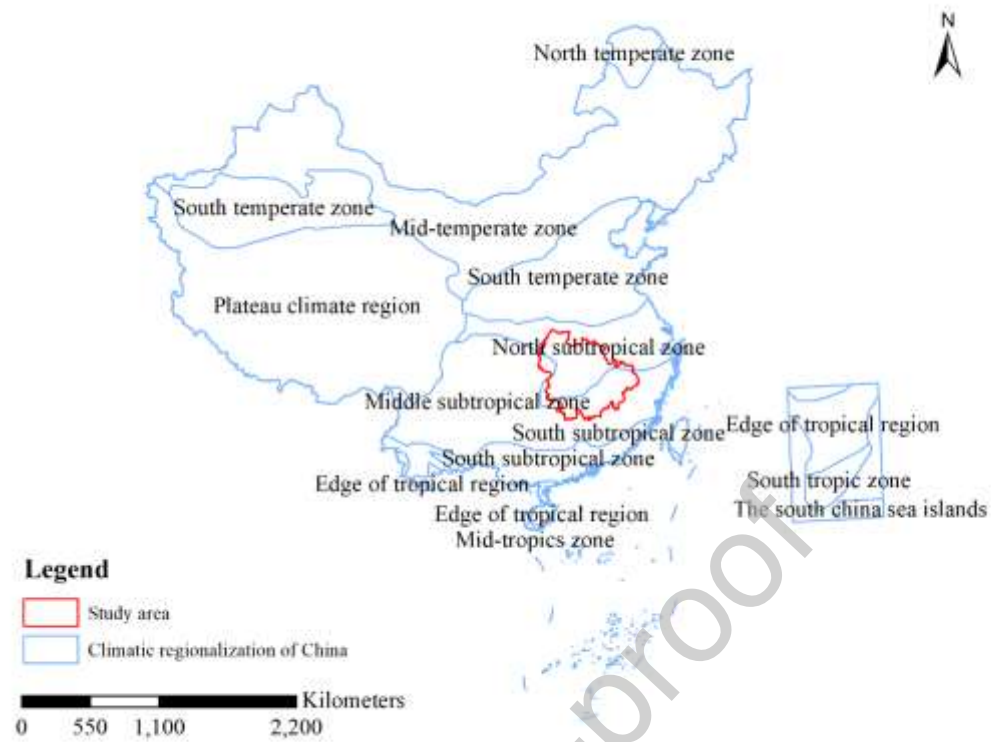 N
North temperate zone
South temperate zone
Mid-temperate zone
South temperate zone
Plateau climate region
North subtropical zone
Middle subtropical zone
South subtropical zone
Edge of tropical region
South subtropical zone
Edge of tropical region
South tropic zone
The south china sea islands
Edge of tropical region
Mid-tropics zone
Legend
Study area
Climatic regionalization of China
Kilometers
0 550 1,100 2,200
proof